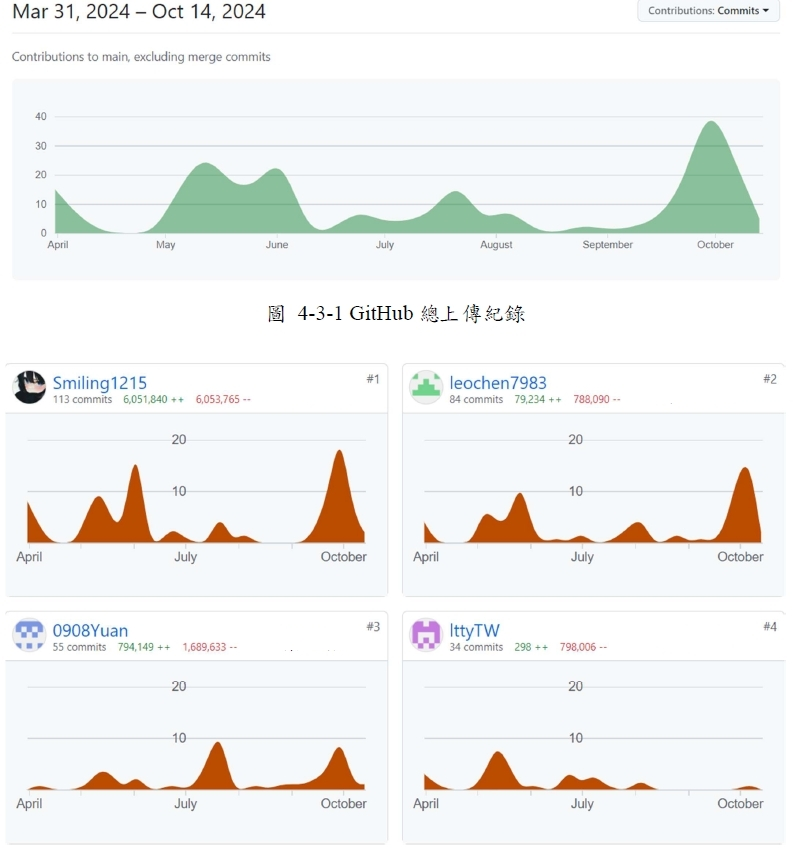 Mar 31, 2024 – Oct 14, 2024
Contributions: Commits
Contributions to main, excluding merge commits
40
30
20
10
0
April May June July August September October
圖 4-3-1 GitHub 總上傳紀錄
Smiling1215 #1
113 commits 6,051,840 ++ 6,053,765 --
20
10
April July October
leochen7983 #2
84 commits 79,234 ++ 788,090 --
20
10
April July October
0908Yuan #3
55 commits 794,149 ++ 1,689,633 --
20
10
April July October
lttyTW #4
34 commits 298 ++ 798,006 --
20
10
April July October